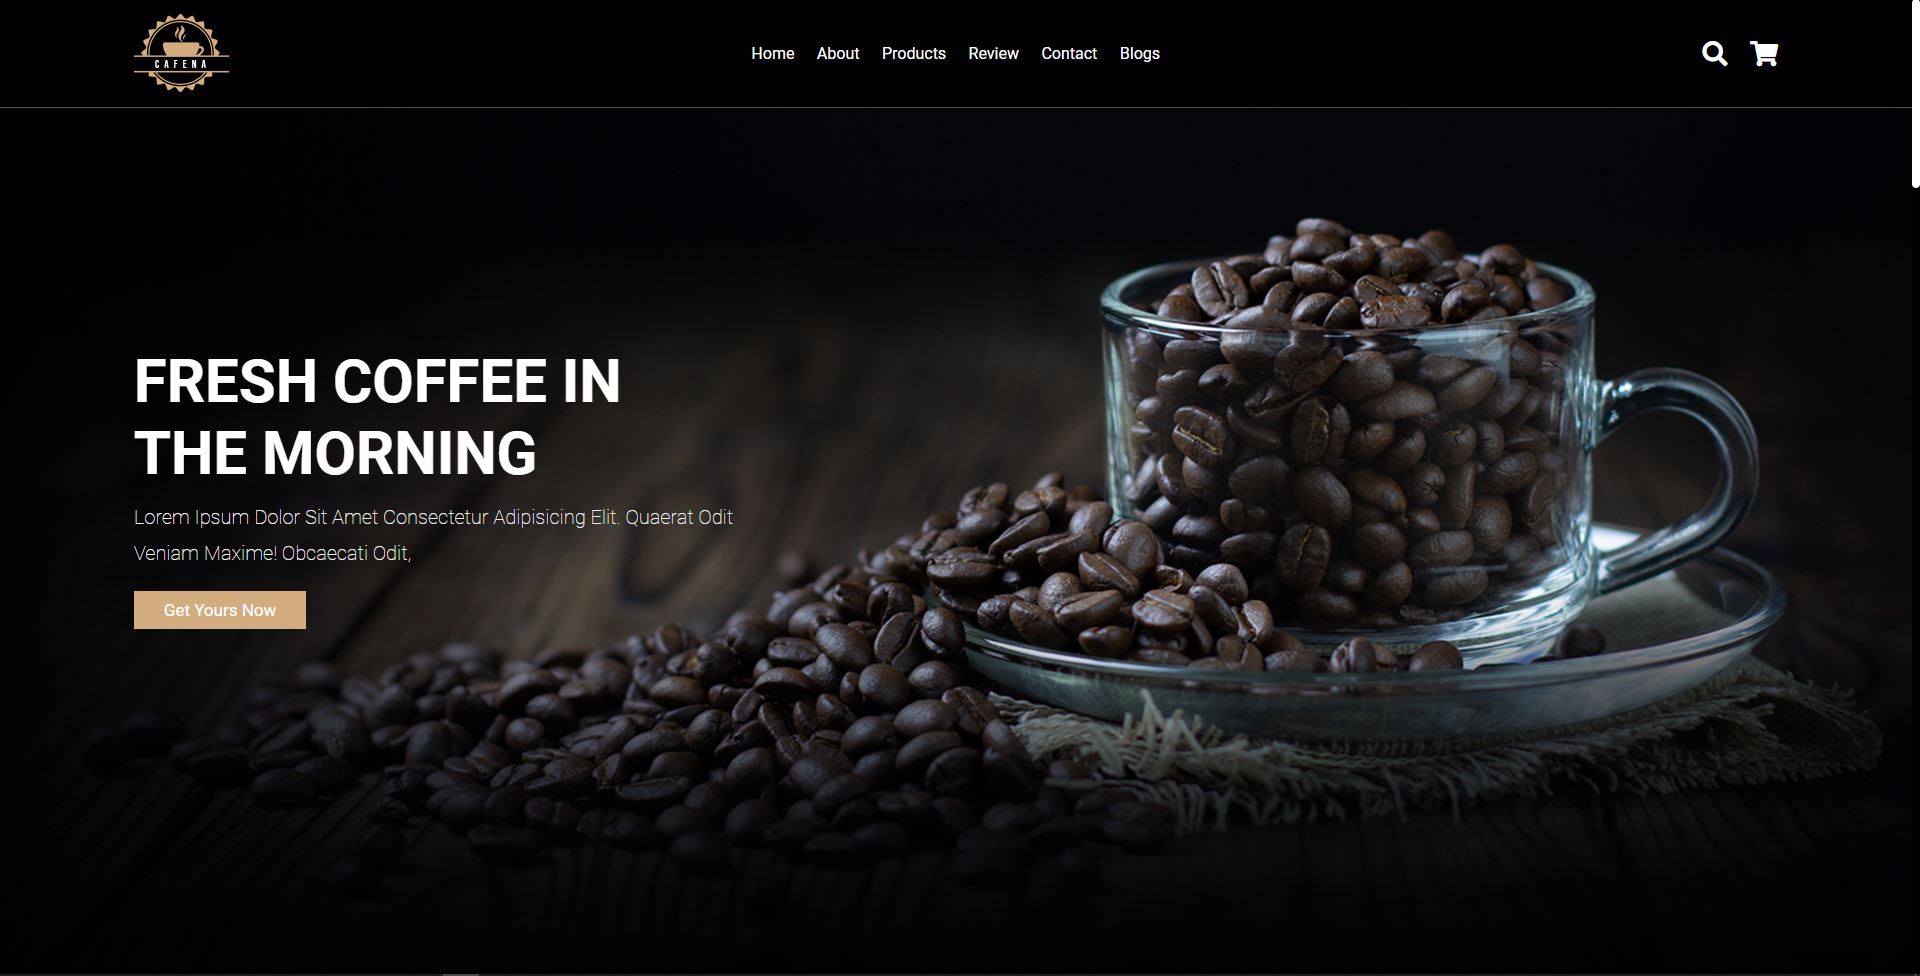 CAFENA
Home About Products Review Contact Blogs
FRESH COFFEE IN
THE MORNING
Lorem Ipsum Dolor Sit Amet Consectetur Adipisicing Elit. Quaerat Odit
Veniam Maxime! Obcaecati Odit,
Get Yours Now